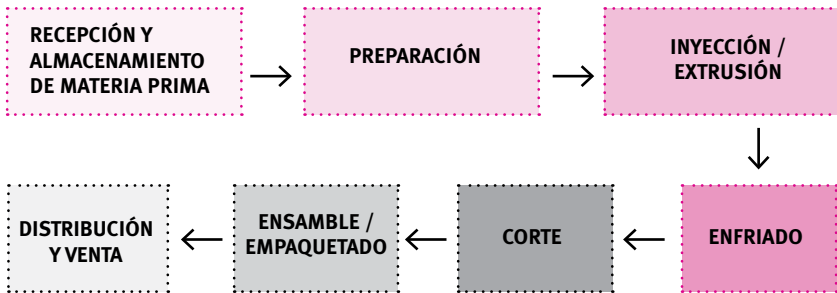 RECEPCIÓN Y
ALMACENAMIENTO
DE MATERIA PRIMA
PREPARACIÓN
INYECCIÓN /
EXTRUSIÓN
ENFRIADO
CORTE
ENSAMBLE /
EMPAQUETADO
DISTRIBUCIÓN
Y VENTA